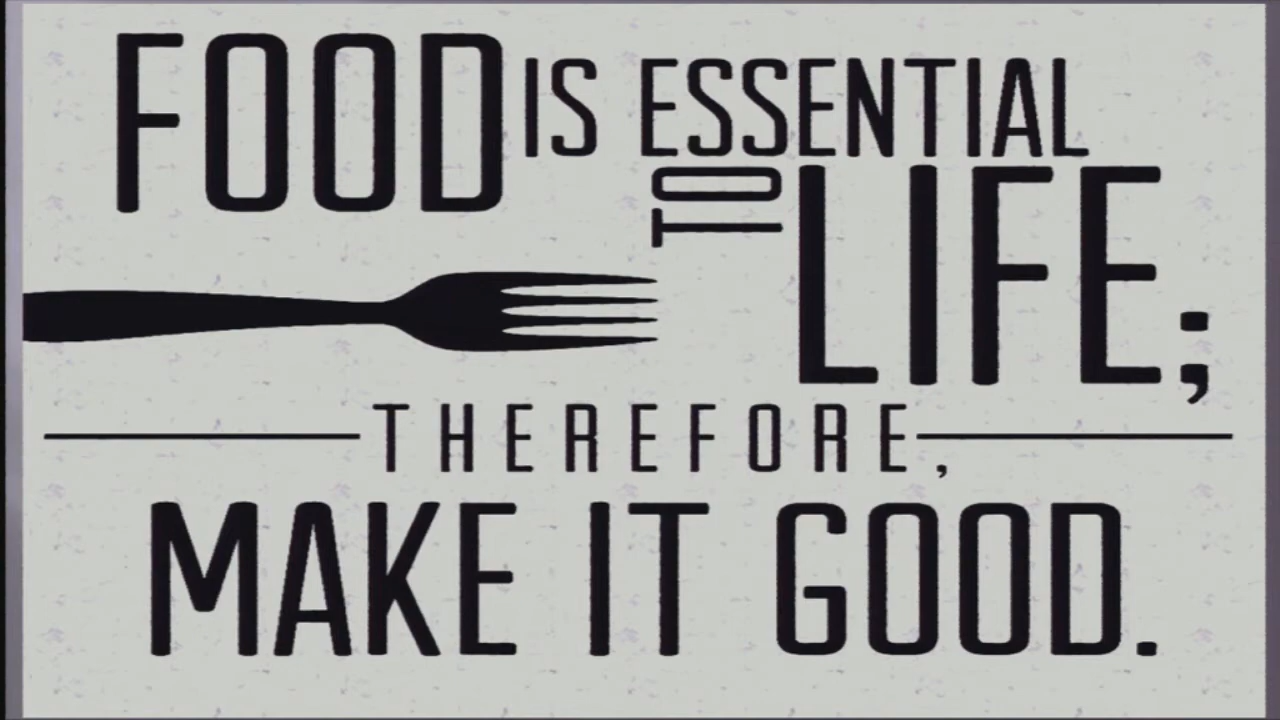 FOOD IS ESSENTIAL
TO LIFE;
THEREFORE,
MAKE IT GOOD.